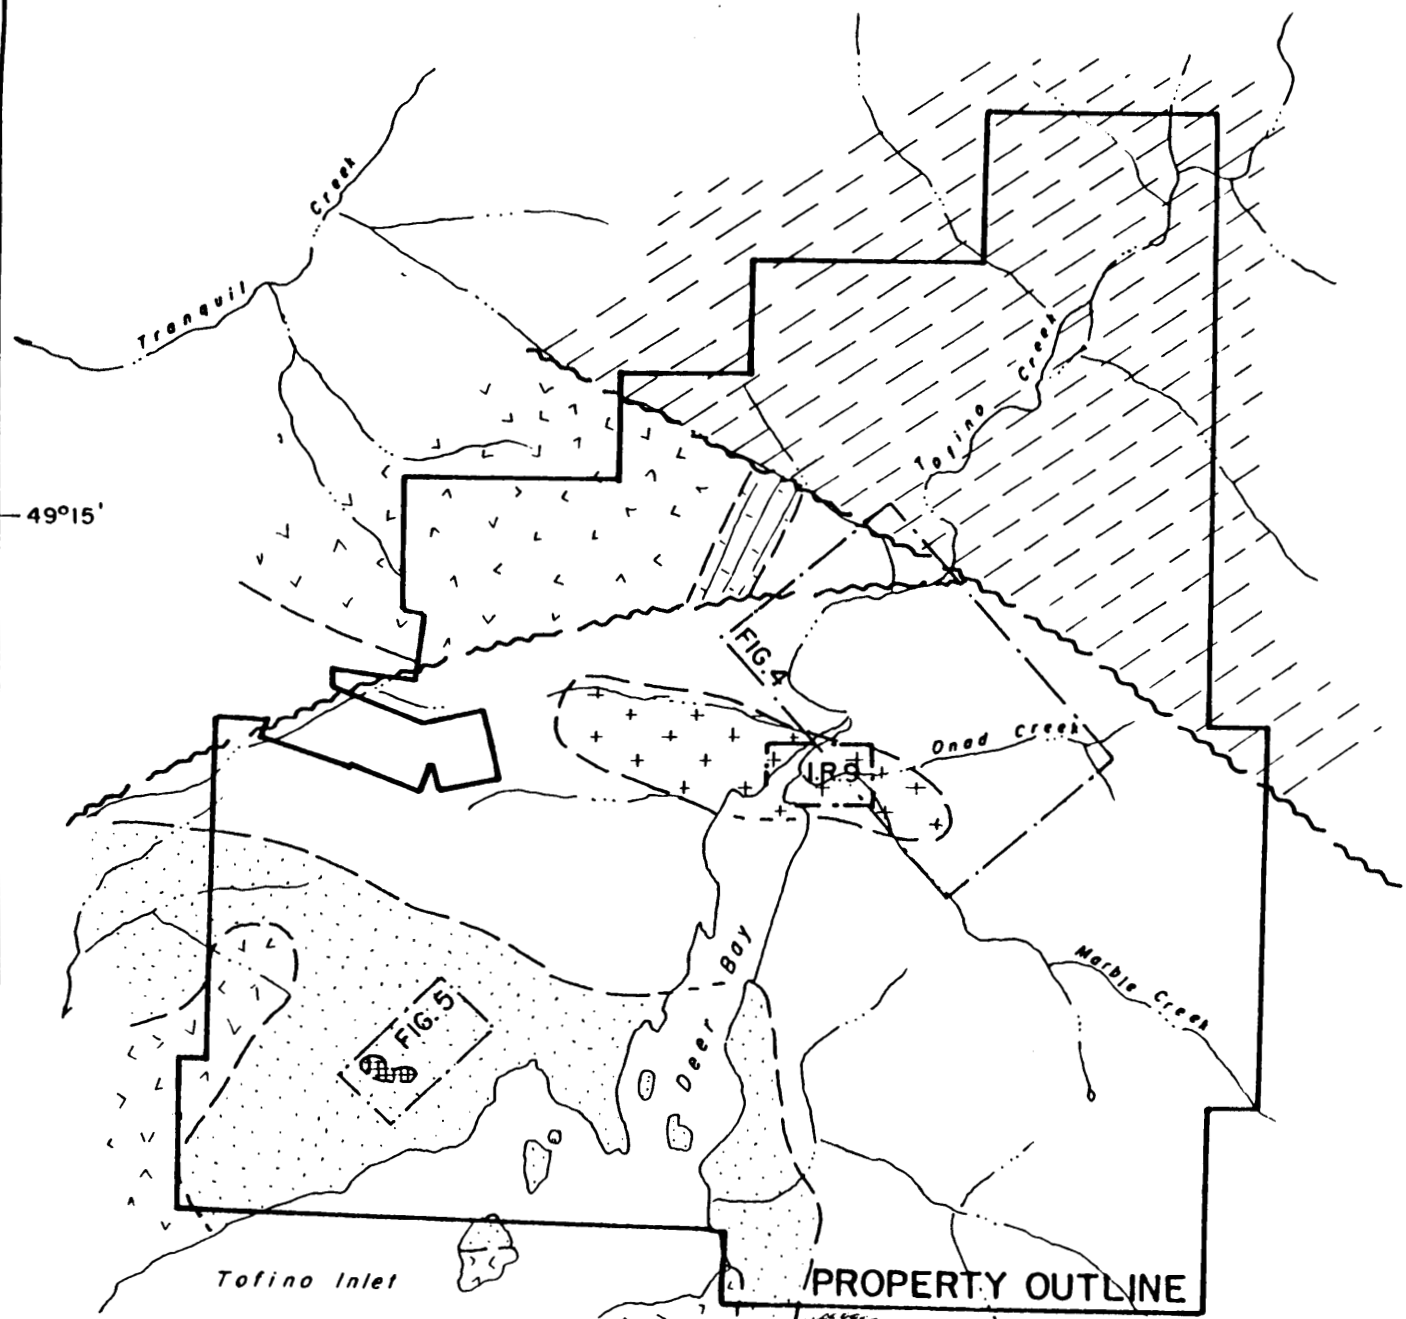 Tranquil Creek
Tofino Creek
49°15'
FIG. 4
Onad Creek
I.R.9
Deer Bay
Marble Creek
FIG. 5
Tofino Inlet
PROPERTY OUTLINE